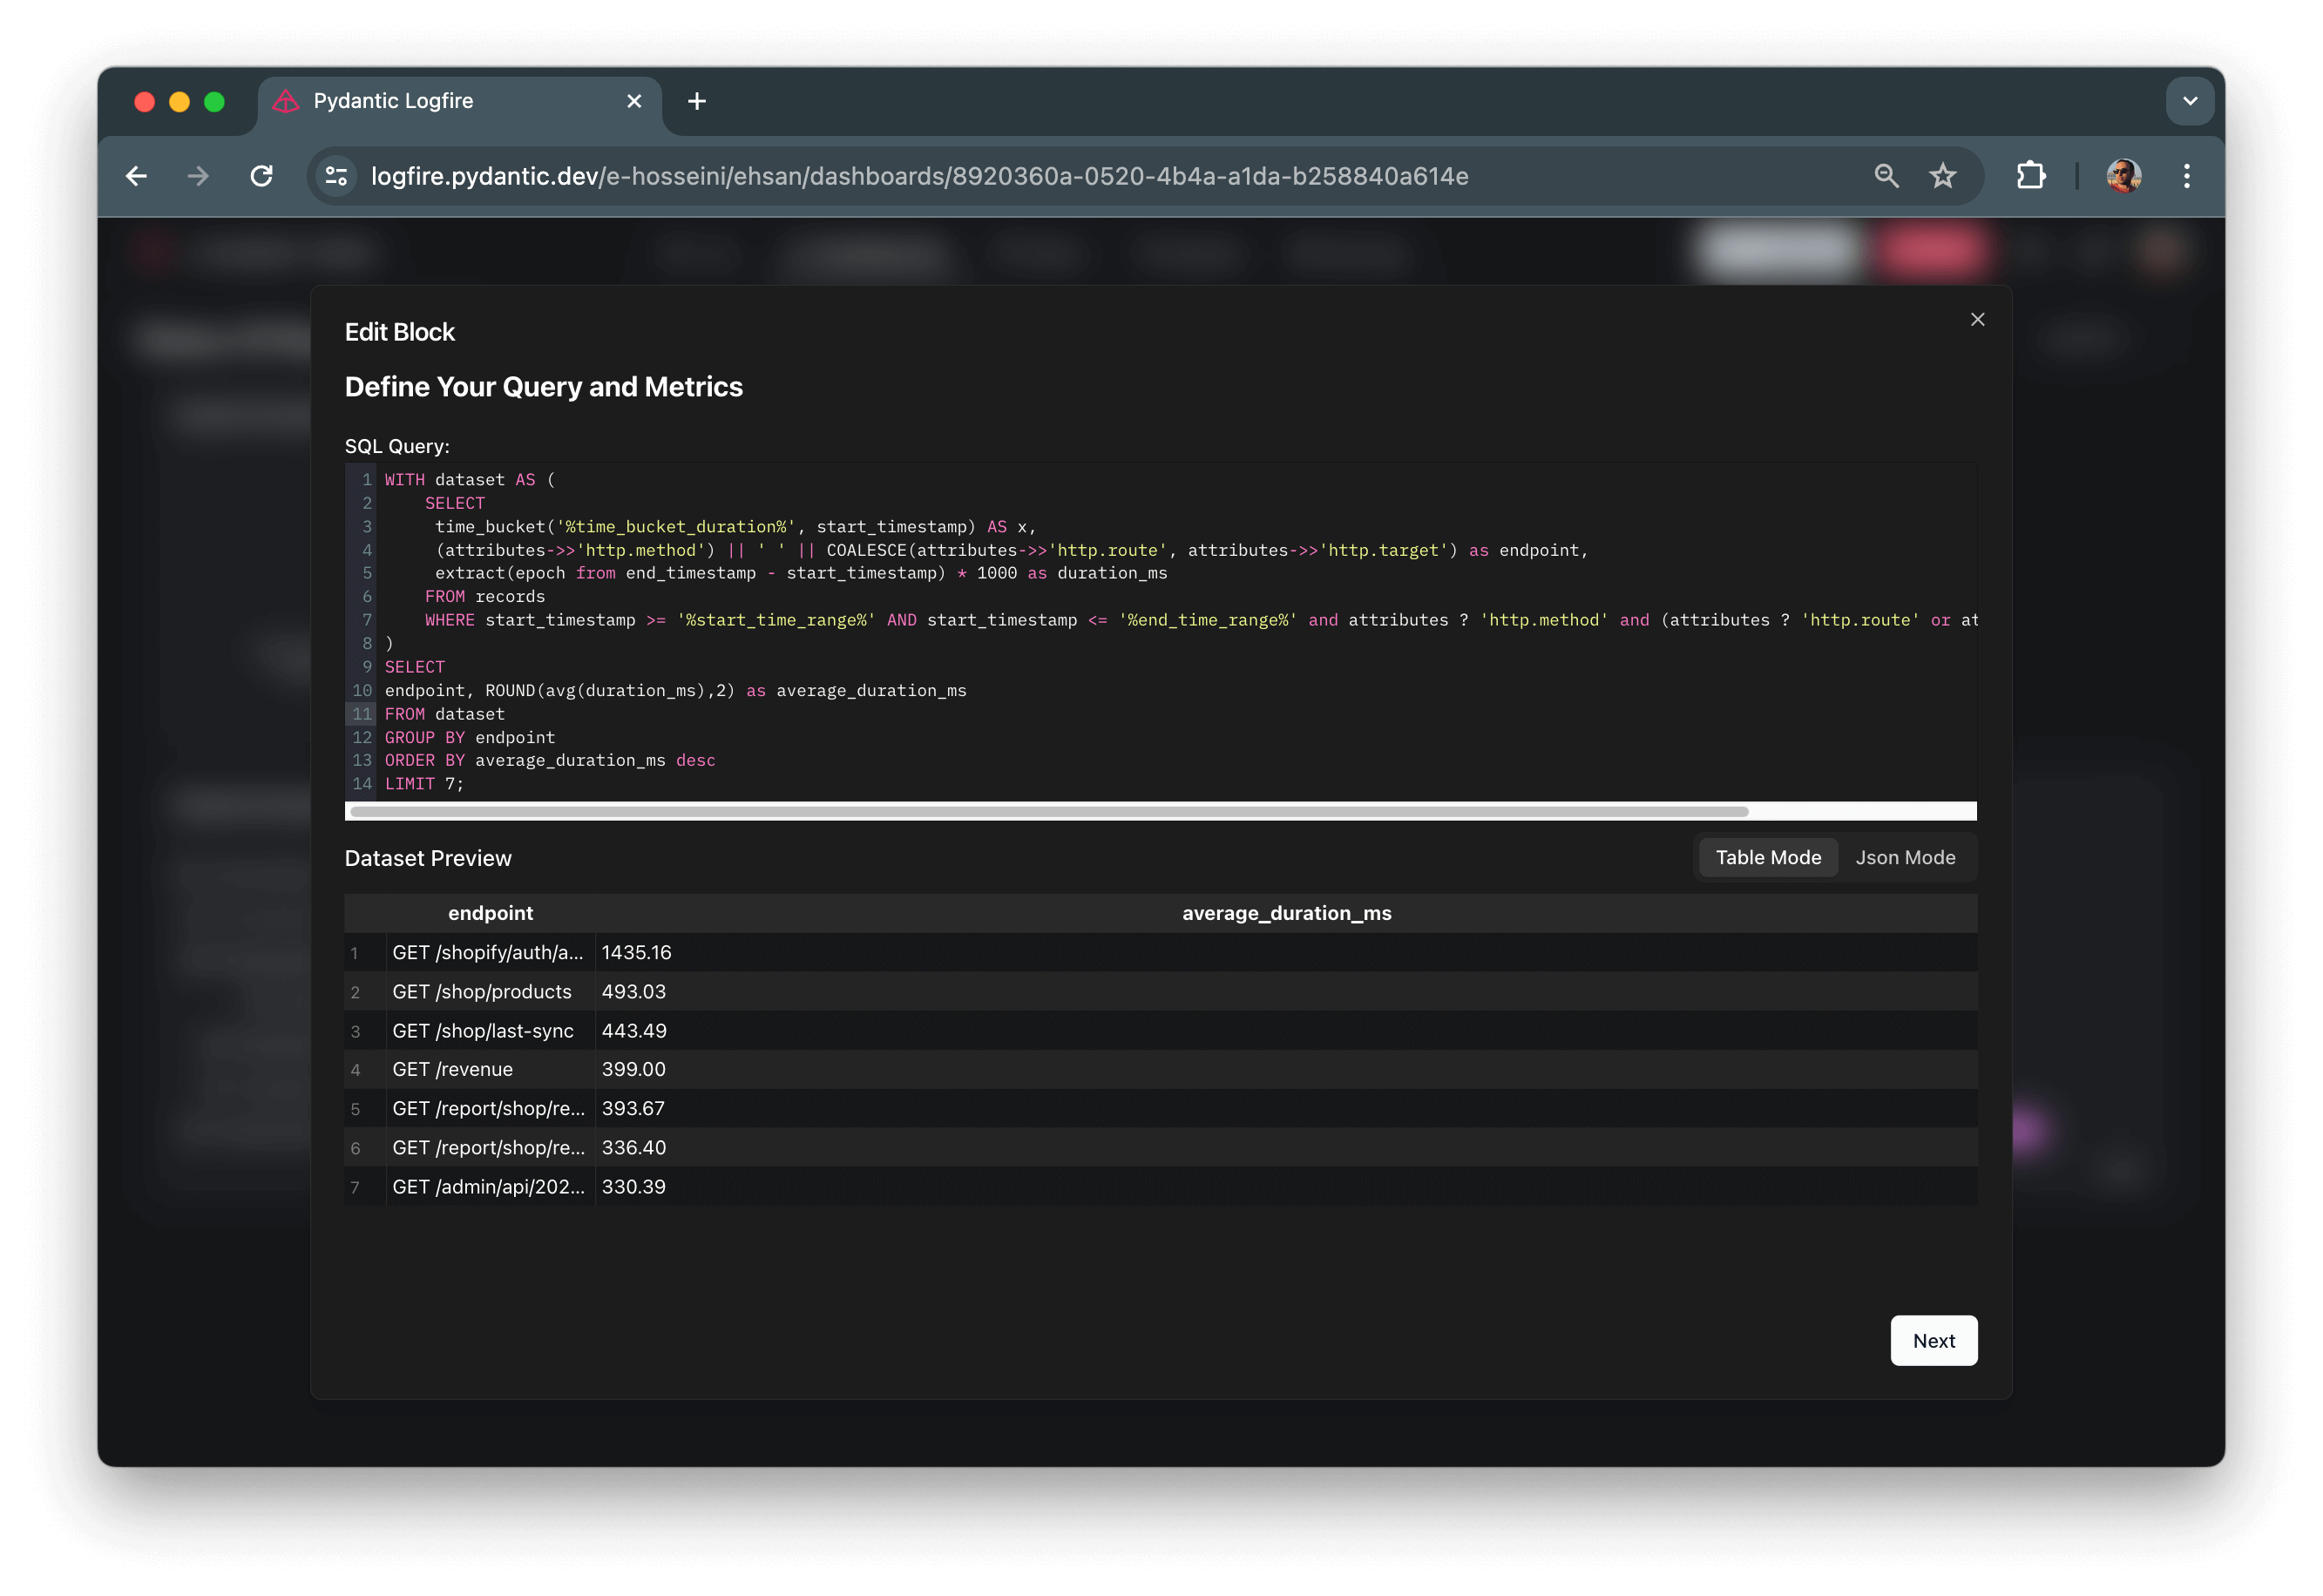 Pydantic Logfire
logfire.pydantic.dev/e-hosseini/ehsan/dashboards/8920360a-0520-4b4a-a1da-b258840a614e
Edit Block
Define Your Query and Metrics
SQL Query:
1 WITH dataset AS (
2 SELECT
3 time_bucket('%time_bucket_duration%', start_timestamp) AS x,
4 (attributes->>'http.method') || ' ' || COALESCE(attributes->>'http.route', attributes->>'http.target') as endpoint,
5 extract(epoch from end_timestamp - start_timestamp) * 1000 as duration_ms
6 FROM records
7 WHERE start_timestamp >= '%start_time_range%' AND start_timestamp <= '%end_time_range%' and attributes ? 'http.method' and (attributes ? 'http.route' or at
8 )
9 SELECT
10 endpoint, ROUND(avg(duration_ms),2) as average_duration_ms
11 FROM dataset
12 GROUP BY endpoint
13 ORDER BY average_duration_ms desc
14 LIMIT 7;
Dataset Preview
Table Mode Json Mode
endpoint average_duration_ms
1 GET /shopify/auth/a... 1435.16
2 GET /shop/products 493.03
3 GET /shop/last-sync 443.49
4 GET /revenue 399.00
5 GET /report/shop/re... 393.67
6 GET /report/shop/re... 336.40
7 GET /admin/api/202... 330.39
Next